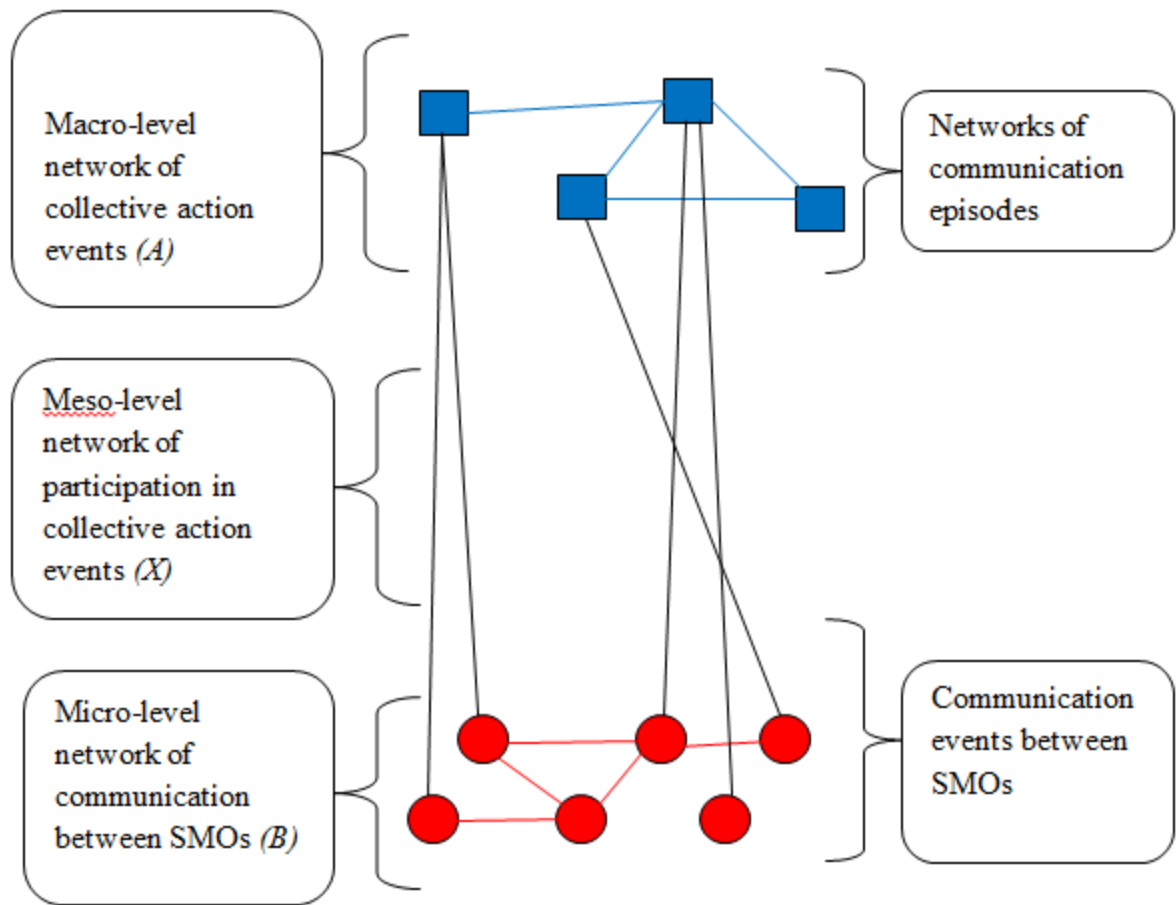 Macro-level
network of
collective action
events (A)
Networks of
communication
episodes
Meso-level
network of
participation in
collective action
events (X)
Micro-level
network of
communication
between SMOs (B)
Communication
events between
SMOs